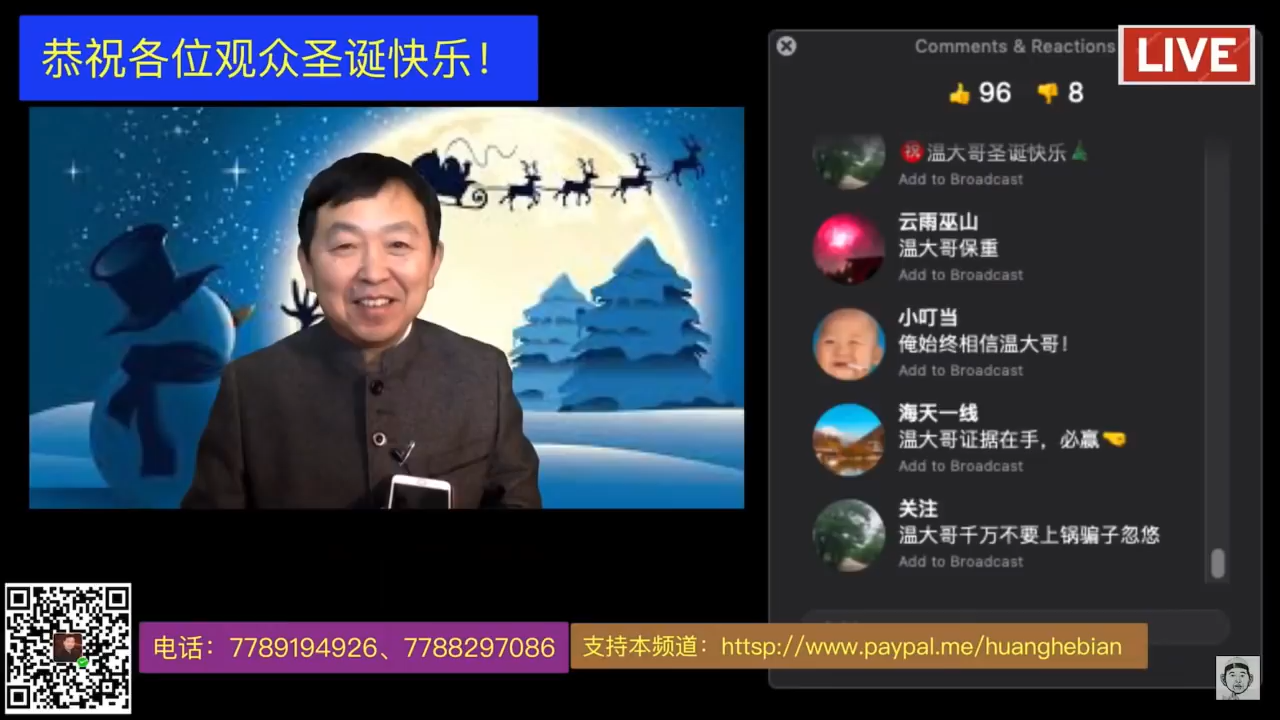 恭祝各位观众圣诞快乐！
Comments & Reactions
LIVE
👍 96 👎 8
㊗温大哥圣诞快乐🎄
Add to Broadcast
云雨巫山
温大哥保重
Add to Broadcast
小叮当
俺始终相信温大哥！
Add to Broadcast
海天一线
温大哥证据在手，必赢🤜
Add to Broadcast
关注
温大哥千万不要上锅骗子忽悠
Add to Broadcast
电话：7789194926、7788297086
支持本频道：httsp://www.paypal.me/huanghebian